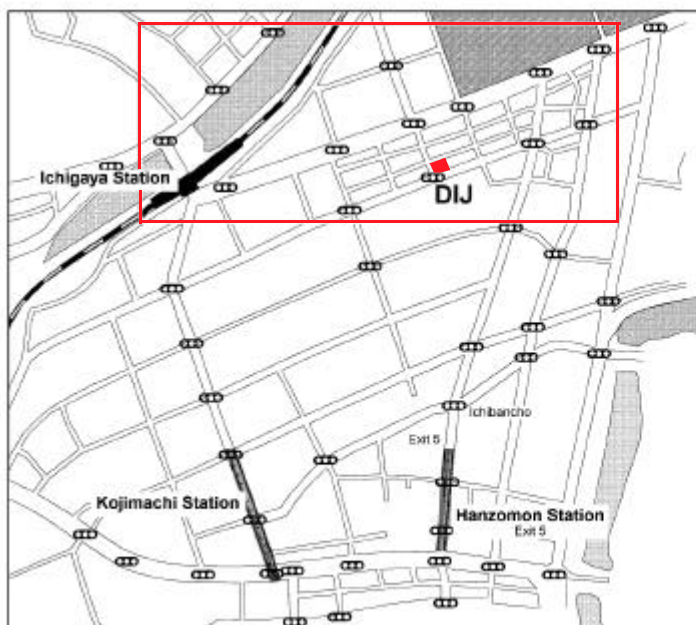 Ichigaya Station
DIJ
Ichibancho
Exit 5
Kojimachi Station
Hanzomon Station
Exit 5